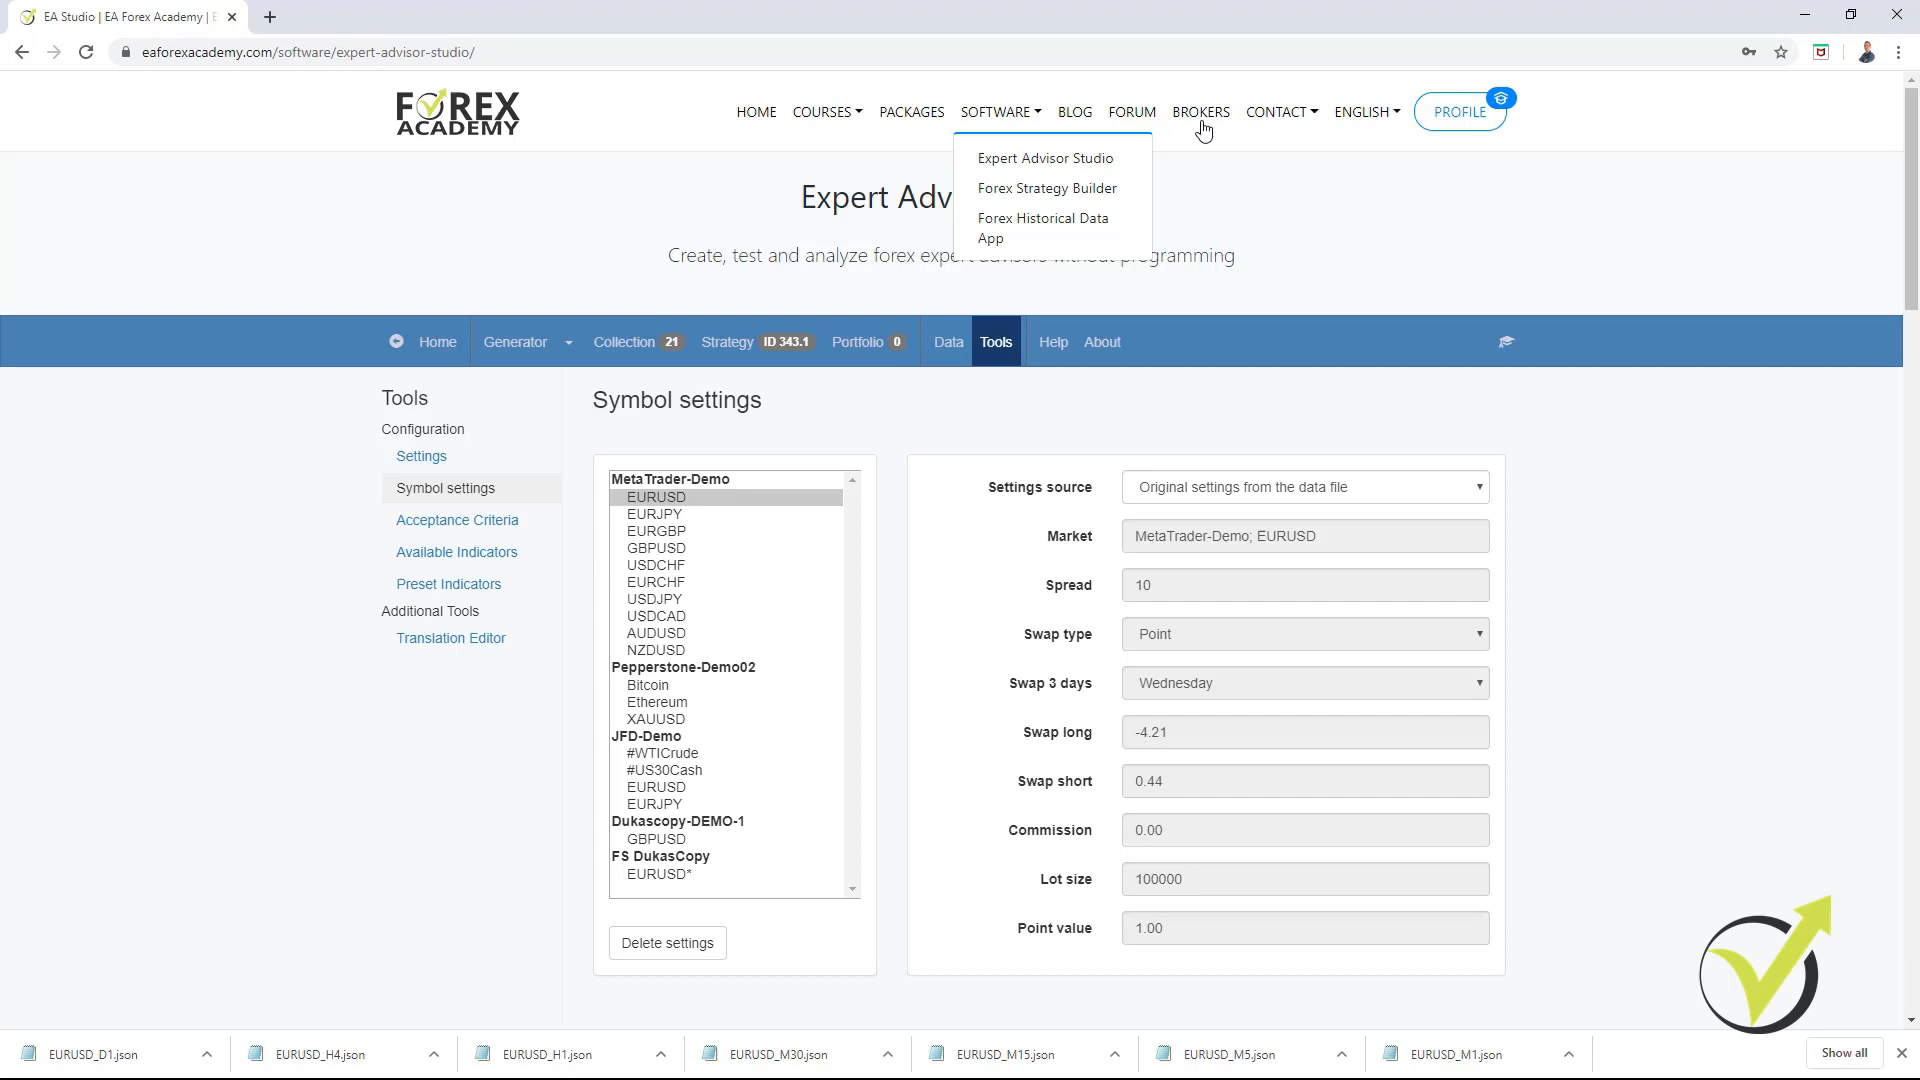 EA Studio | EA Forex Academy | E
eaforexacademy.com/software/expert-advisor-studio/
FOREX
ACADEMY
HOME COURSES PACKAGES SOFTWARE BLOG FORUM BROKERS CONTACT ENGLISH PROFILE
Expert Advisor Studio
Forex Strategy Builder
Forex Historical Data
App
Expert Adv
Create, test and analyze forex expert advisors without programming
Home Generator Collection 21 Strategy ID 343.1 Portfolio 0 Data Tools Help About
Tools
Configuration
Settings
Symbol settings
Acceptance Criteria
Available Indicators
Preset Indicators
Additional Tools
Translation Editor
Symbol settings
MetaTrader-Demo
EURUSD
EURJPY
EURGBP
GBPUSD
USDCHF
EURCHF
USDJPY
USDCAD
AUDUSD
NZDUSD
Pepperstone-Demo02
Bitcoin
Ethereum
XAUUSD
JFD-Demo
#WTICrude
#US30Cash
EURUSD
EURJPY
Dukascopy-DEMO-1
GBPUSD
FS DukasCopy
EURUSD*
Delete settings
Settings source Original settings from the data file
Market MetaTrader-Demo; EURUSD
Spread 10
Swap type Point
Swap 3 days Wednesday
Swap long -4.21
Swap short 0.44
Commission 0.00
Lot size 100000
Point value 1.00
EURUSD_D1.json EURUSD_H4.json EURUSD_H1.json EURUSD_M30.json EURUSD_M15.json EURUSD_M5.json EURUSD_M1.json Show all